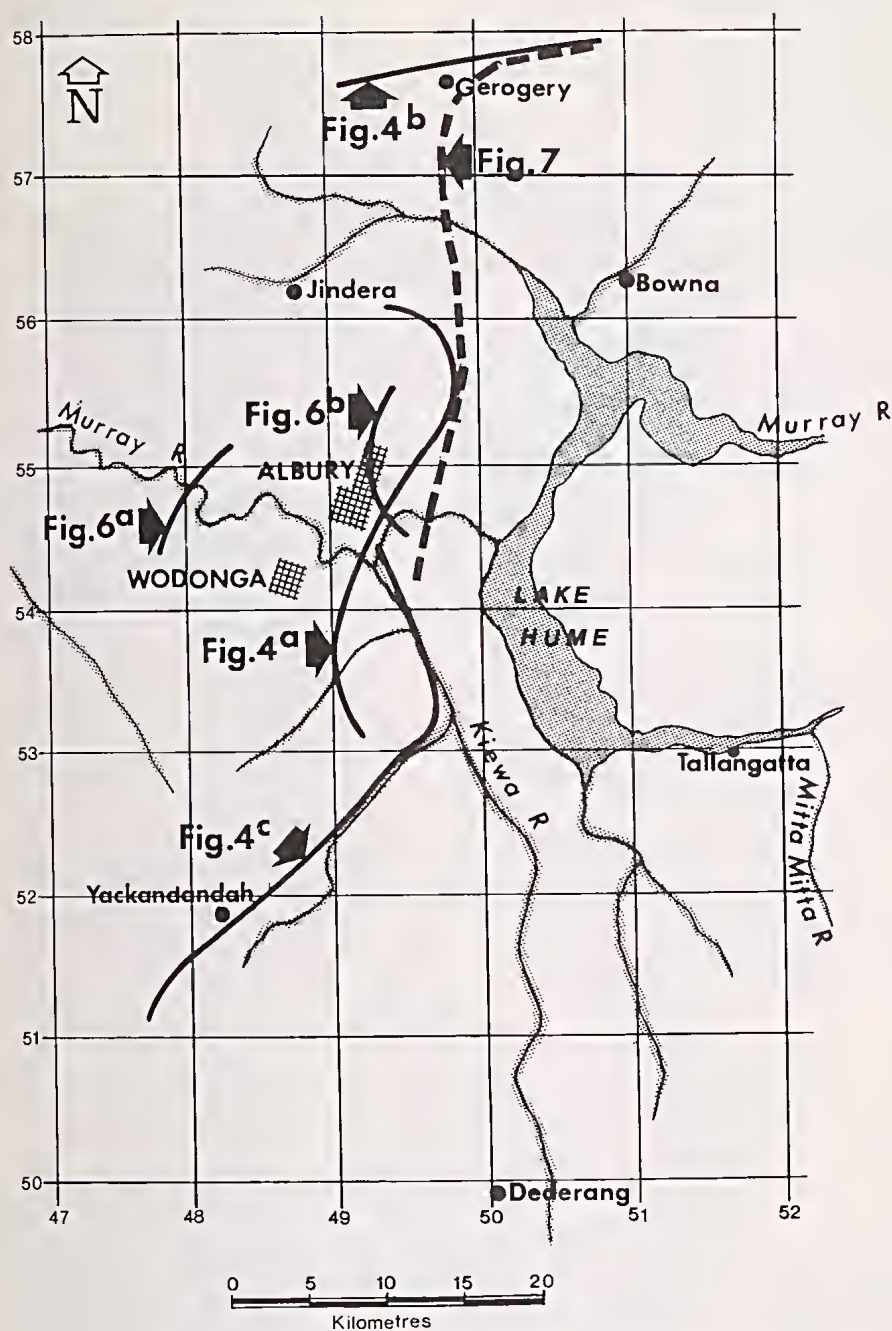 58
N
Gerogery
Fig.4b
Fig.7
57
Jindera
Bowna
56
Fig.6b
Murray R
Murray R
ALBURY
55
Fig.6a
WODONGA
LAKE
HUME
54
Fig.4a
Kiewa R
53
Tallangatta
Mitta Mitta R
Fig.4c
Yackandandah
52
51
50
Dederang
47 48 49 50 51 52
0 5 10 15 20
Kilometres